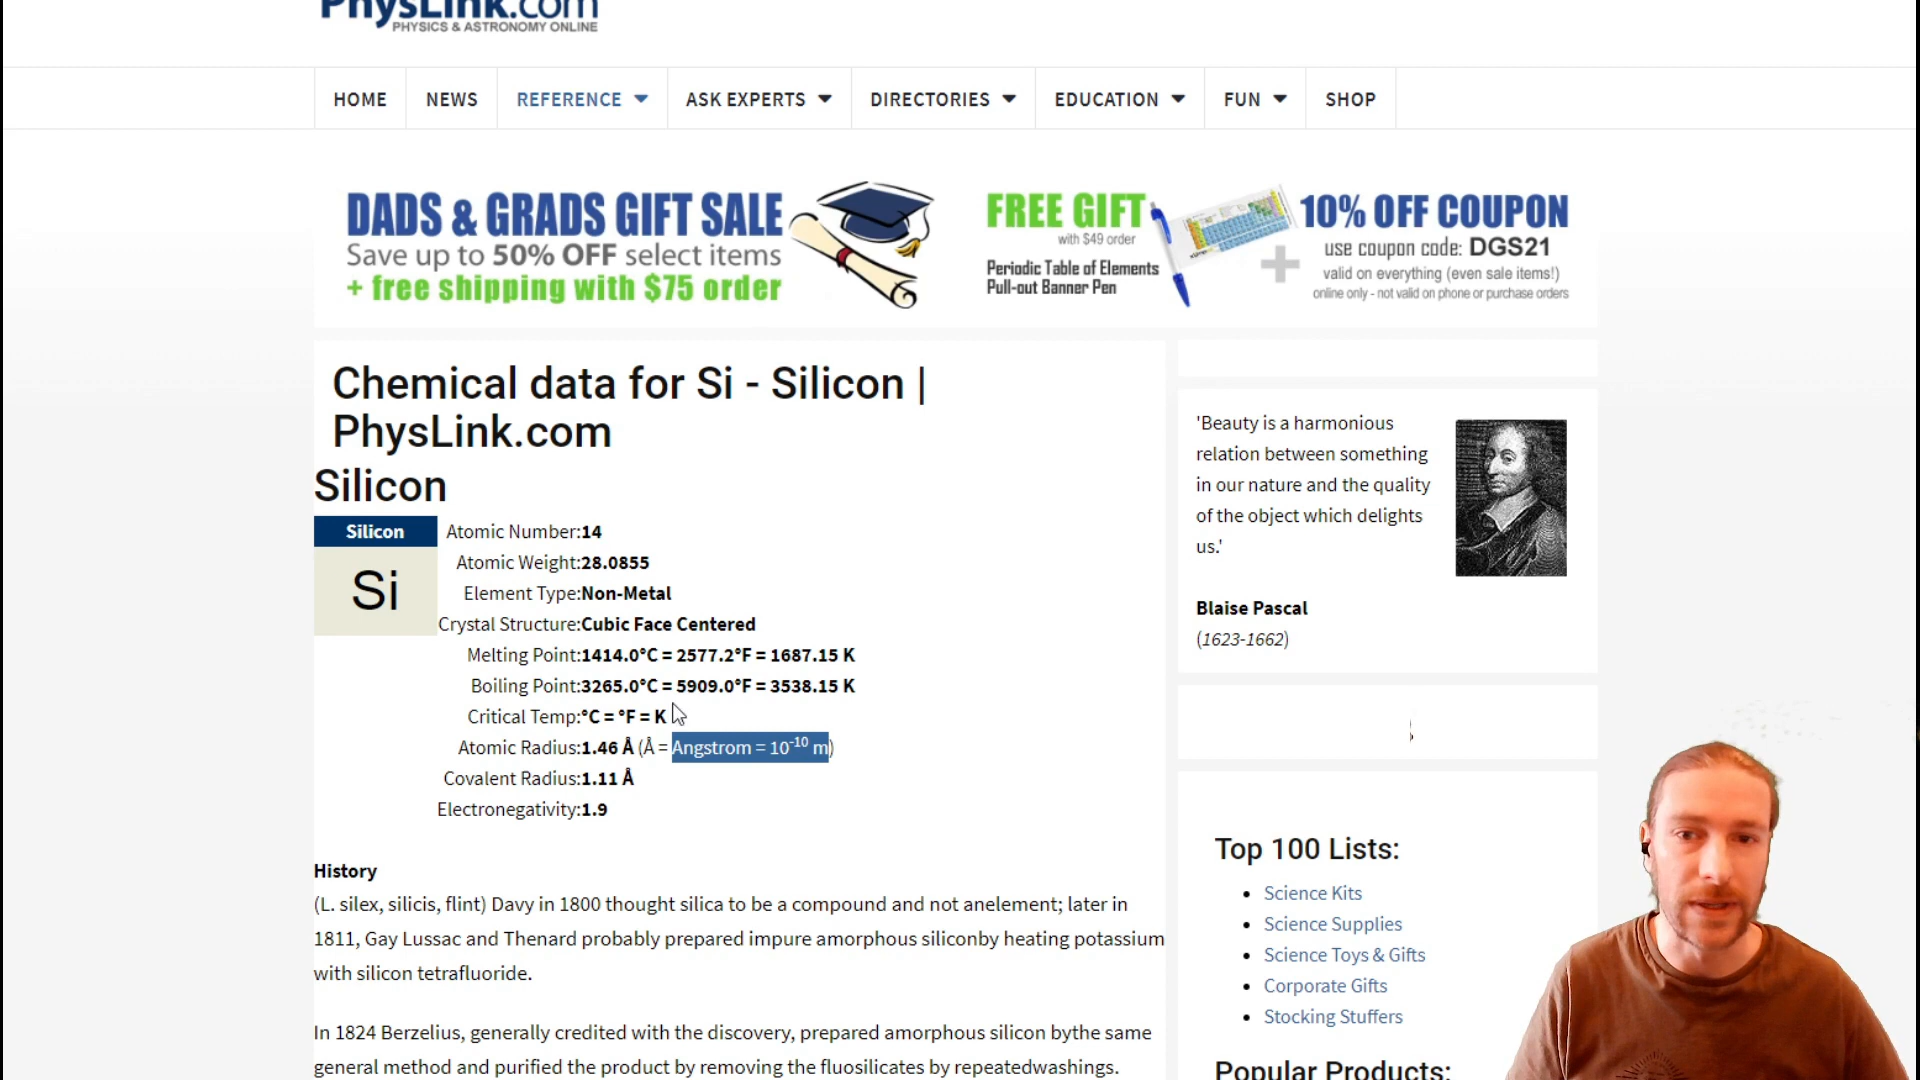 PhysLink.com
PHYSICS & ASTRONOMY ONLINE
HOME
NEWS
REFERENCE
ASK EXPERTS
DIRECTORIES
EDUCATION
FUN
SHOP
DADS & GRADS GIFT SALE
Save up to 50% OFF select items
+ free shipping with $75 order
FREE GIFT
with $49 order
Periodic Table of Elements
Pull-out Banner Pen
10% OFF COUPON
use coupon code: DGS21
valid on everything (even sale items!)
online only - not valid on phone or purchase orders
Chemical data for Si - Silicon |
PhysLink.com
Silicon
Silicon
Si
Atomic Number:14
Atomic Weight:28.0855
Element Type:Non-Metal
Crystal Structure:Cubic Face Centered
Melting Point:1414.0°C = 2577.2°F = 1687.15 K
Boiling Point:3265.0°C = 5909.0°F = 3538.15 K
Critical Temp:°C = °F = K
Atomic Radius:1.46 Å (Å = Angstrom = 10⁻¹⁰ m)
Covalent Radius:1.11 Å
Electronegativity:1.9
History
(L. silex, silicis, flint) Davy in 1800 thought silica to be a compound and not anelement; later in
1811, Gay Lussac and Thenard probably prepared impure amorphous siliconby heating potassium
with silicon tetrafluoride.
In 1824 Berzelius, generally credited with the discovery, prepared amorphous silicon bythe same
general method and purified the product by removing the fluosilicates by repeatedwashings.
'Beauty is a harmonious
relation between something
in our nature and the quality
of the object which delights
us.'
Blaise Pascal
(1623-1662)
Top 100 Lists:
Science Kits
Science Supplies
Science Toys & Gifts
Corporate Gifts
Stocking Stuffers
Popular Products: